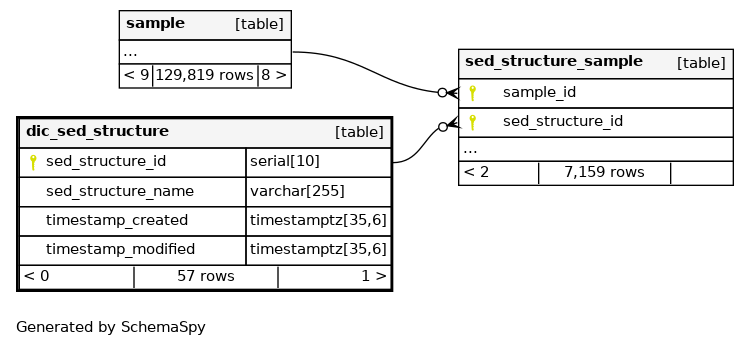 sample [table]
...
< 9 129,819 rows 8 >
sed_structure_sample [table]
sample_id
sed_structure_id
...
< 2 7,159 rows
dic_sed_structure [table]
sed_structure_id serial[10]
sed_structure_name varchar[255]
timestamp_created timestamptz[35,6]
timestamp_modified timestamptz[35,6]
< 0 57 rows 1 >
Generated by SchemaSpy